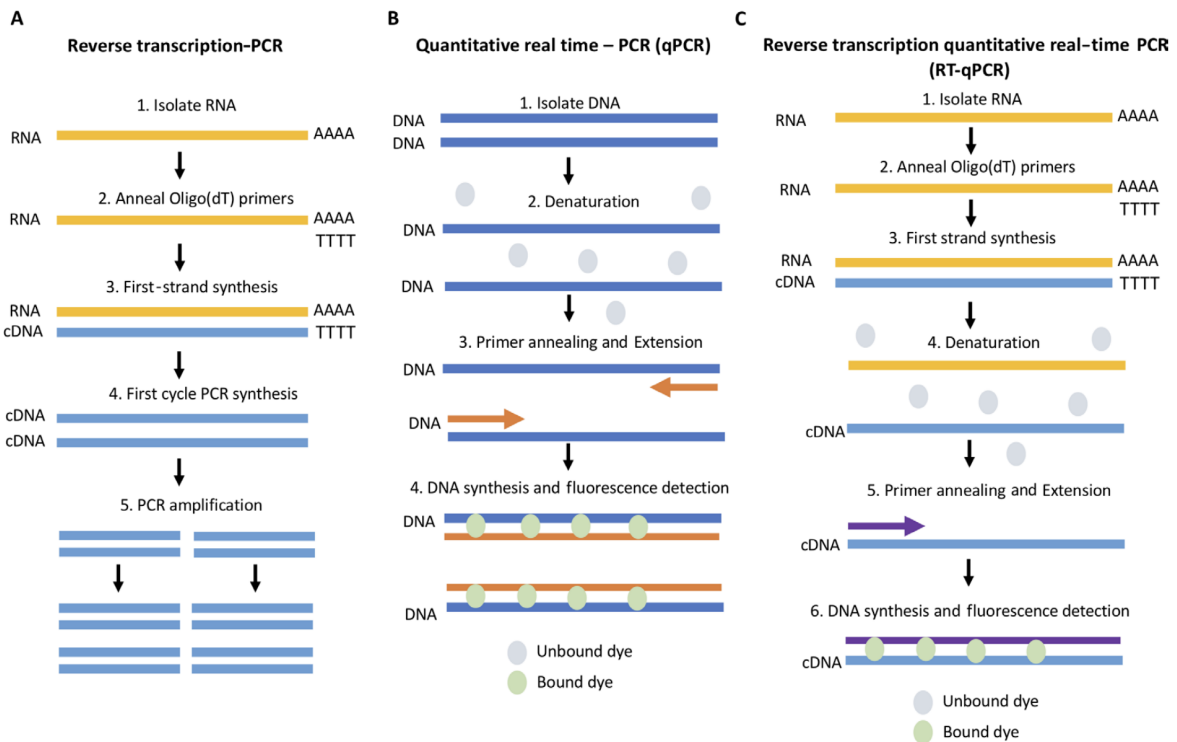 A
Reverse transcription–PCR
1. Isolate RNA
RNA
AAAA
2. Anneal Oligo(dT) primers
RNA
AAAA
TTTT
3. First-strand synthesis
RNA
AAAA
cDNA
TTTT
4. First cycle PCR synthesis
cDNA
cDNA
5. PCR amplification
B
Quantitative real time – PCR (qPCR)
1. Isolate DNA
DNA
DNA
2. Denaturation
DNA
DNA
3. Primer annealing and Extension
DNA
DNA
4. DNA synthesis and fluorescence detection
DNA
DNA
Unbound dye
Bound dye
C
Reverse transcription quantitative real–time PCR
(RT-qPCR)
1. Isolate RNA
RNA
AAAA
2. Anneal Oligo(dT) primers
RNA
AAAA
TTTT
3. First strand synthesis
RNA
AAAA
cDNA
TTTT
4. Denaturation
cDNA
5. Primer annealing and Extension
cDNA
6. DNA synthesis and fluorescence detection
cDNA
Unbound dye
Bound dye